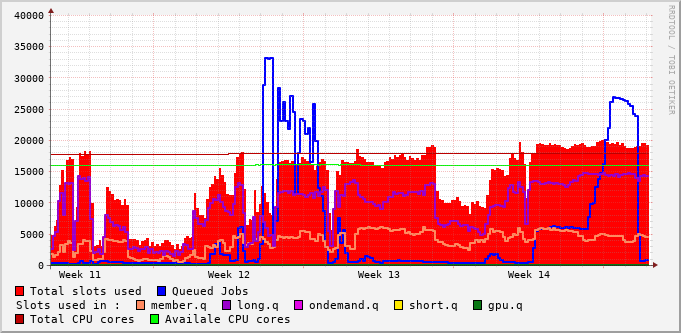 RRDTOOL / TOBI OETIKER
40000
35000
30000
25000
20000
15000
10000
5000
0
Week 11 Week 12 Week 13 Week 14
Total slots used Queued Jobs
Slots used in : member.q long.q ondemand.q short.q gpu.q
Total CPU cores Availale CPU cores